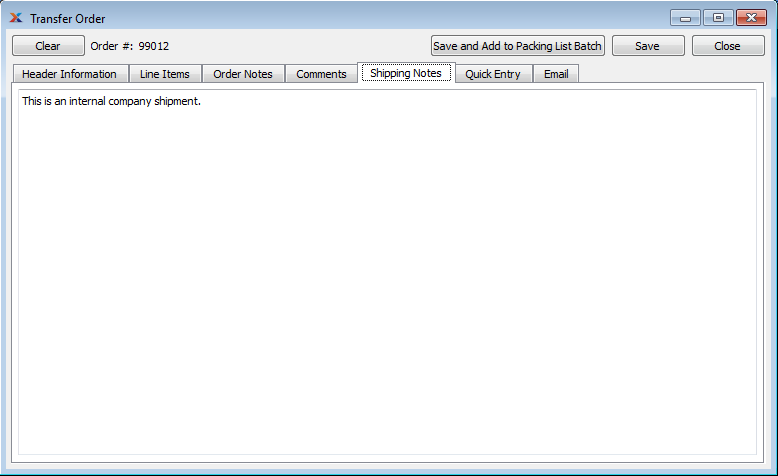 Transfer Order
Clear Order #: 99012 Save and Add to Packing List Batch Save Close
Header Information Line Items Order Notes Comments Shipping Notes Quick Entry Email
This is an internal company shipment.